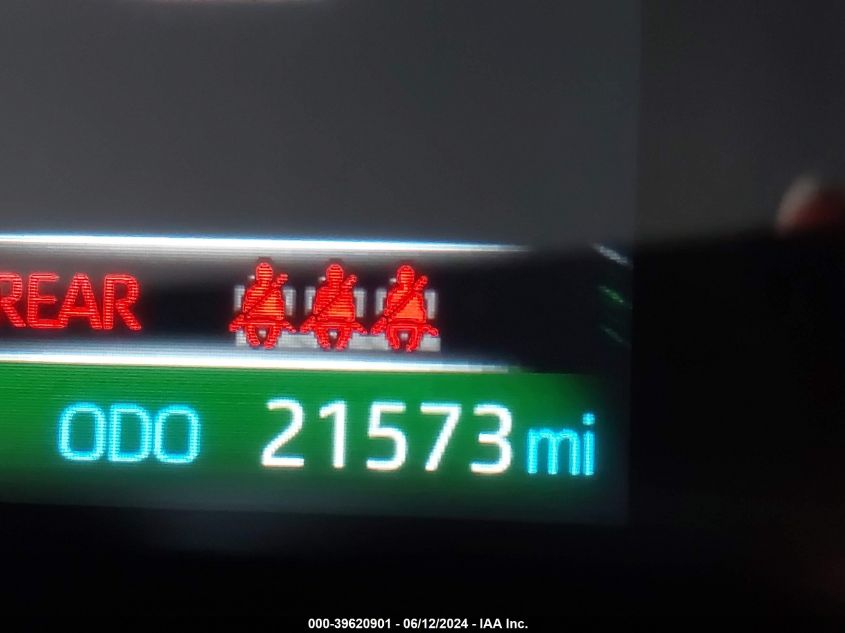 REAR
ODO 21573 mi
000-39620901 - 06/12/2024 - IAA Inc.